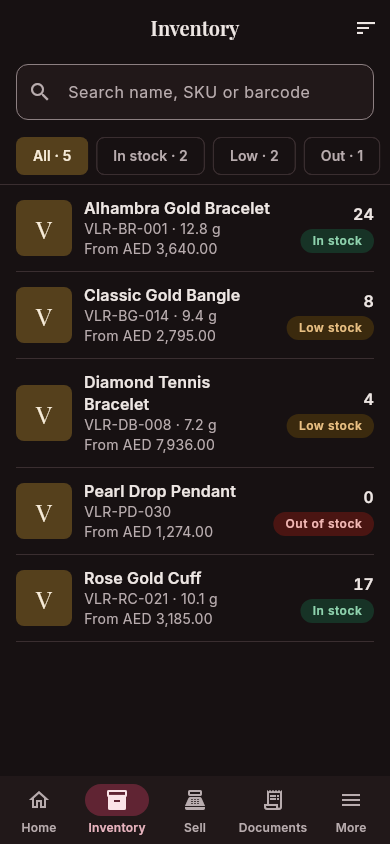 Inventory
Search name, SKU or barcode
All · 5
In stock · 2
Low · 2
Out · 1
V
Alhambra Gold Bracelet
VLR-BR-001 · 12.8 g
From AED 3,640.00
24
In stock
V
Classic Gold Bangle
VLR-BG-014 · 9.4 g
From AED 2,795.00
8
Low stock
V
Diamond Tennis
Bracelet
VLR-DB-008 · 7.2 g
From AED 7,936.00
4
Low stock
V
Pearl Drop Pendant
VLR-PD-030
From AED 1,274.00
0
Out of stock
V
Rose Gold Cuff
VLR-RC-021 · 10.1 g
From AED 3,185.00
17
In stock
Home
Inventory
Sell
Documents
More